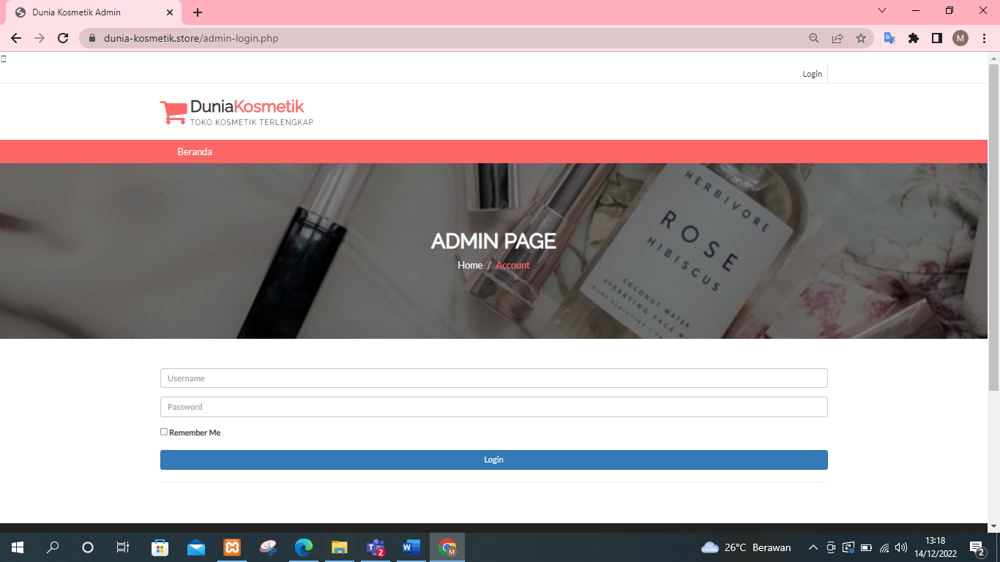 Dunia Kosmetik Admin
dunia-kosmetik.store/admin-login.php
M
Login
DuniaKosmetik
TOKO KOSMETIK TERLENGKAP
Beranda
HERBIVORE
ROSE
HIBISCUS
COCONUT WATER
HYDRATING FACE
ADMIN PAGE
Home / Account
Username
Password
Remember Me
Login
2
M
26°C Berawan
13:18
14/12/2022
2